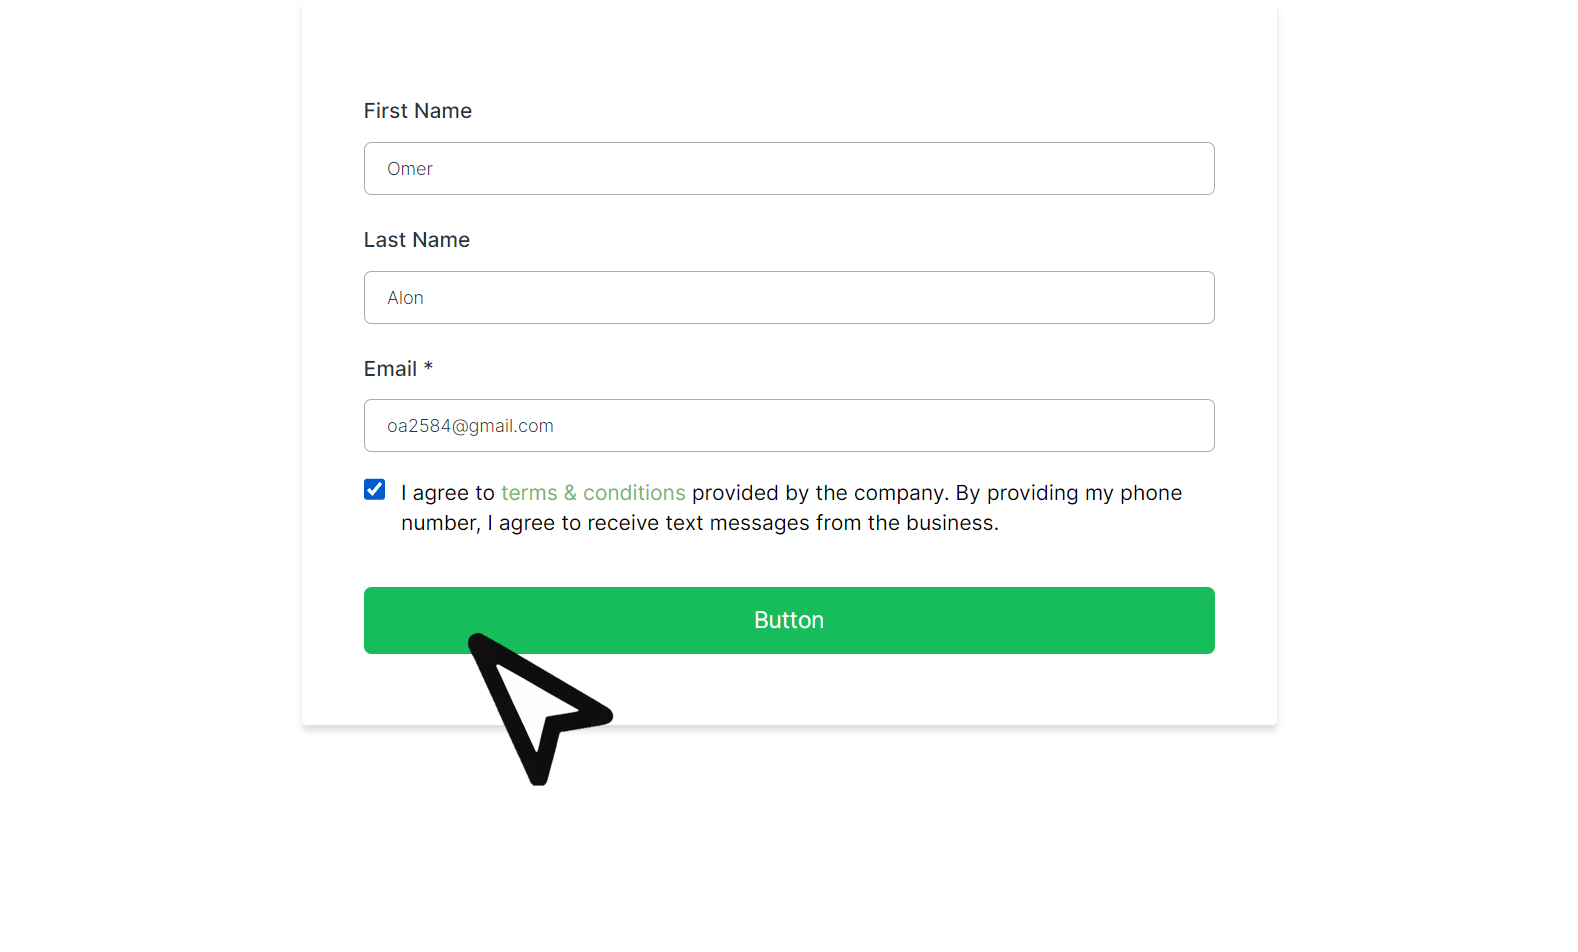 First Name
Omer
Last Name
Alon
Email *
oa2584@gmail.com
I agree to terms & conditions provided by the company. By providing my phone
number, I agree to receive text messages from the business.
Button